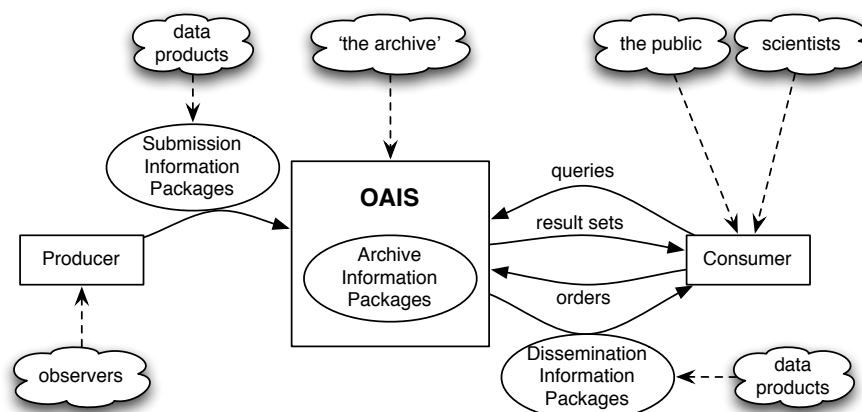 data
products
'the archive'
the public
scientists
Submission
Information
Packages
OAIS
queries
result sets
Producer
Archive
Information
Packages
Consumer
orders
observers
Dissemination
Information
Packages
data
products